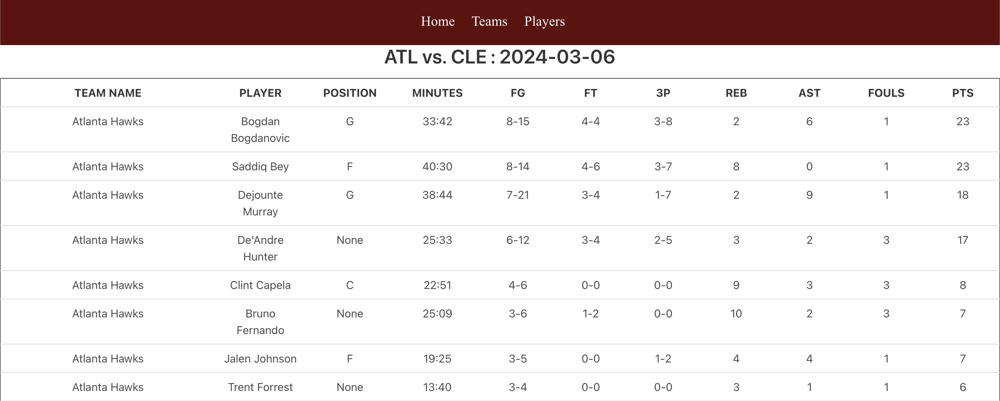 Home Teams Players
ATL vs. CLE : 2024-03-06
TEAM NAME PLAYER POSITION MINUTES FG FT 3P REB AST FOULS PTS
Atlanta Hawks Bogdan G 33:42 8-15 4-4 3-8 2 6 1 23
Bogdanovic
Atlanta Hawks Saddiq Bey F 40:30 8-14 4-6 3-7 8 0 1 23
Atlanta Hawks Dejounte G 38:44 7-21 3-4 1-7 2 9 1 18
Murray
Atlanta Hawks De'Andre None 25:33 6-12 3-4 2-5 3 2 3 17
Hunter
Atlanta Hawks Clint Capela C 22:51 4-6 0-0 0-0 9 3 3 8
Atlanta Hawks Bruno None 25:09 3-6 1-2 0-0 10 2 3 7
Fernando
Atlanta Hawks Jalen Johnson F 19:25 3-5 0-0 1-2 4 4 1 7
Atlanta Hawks Trent Forrest None 13:40 3-4 0-0 0-0 3 1 1 6